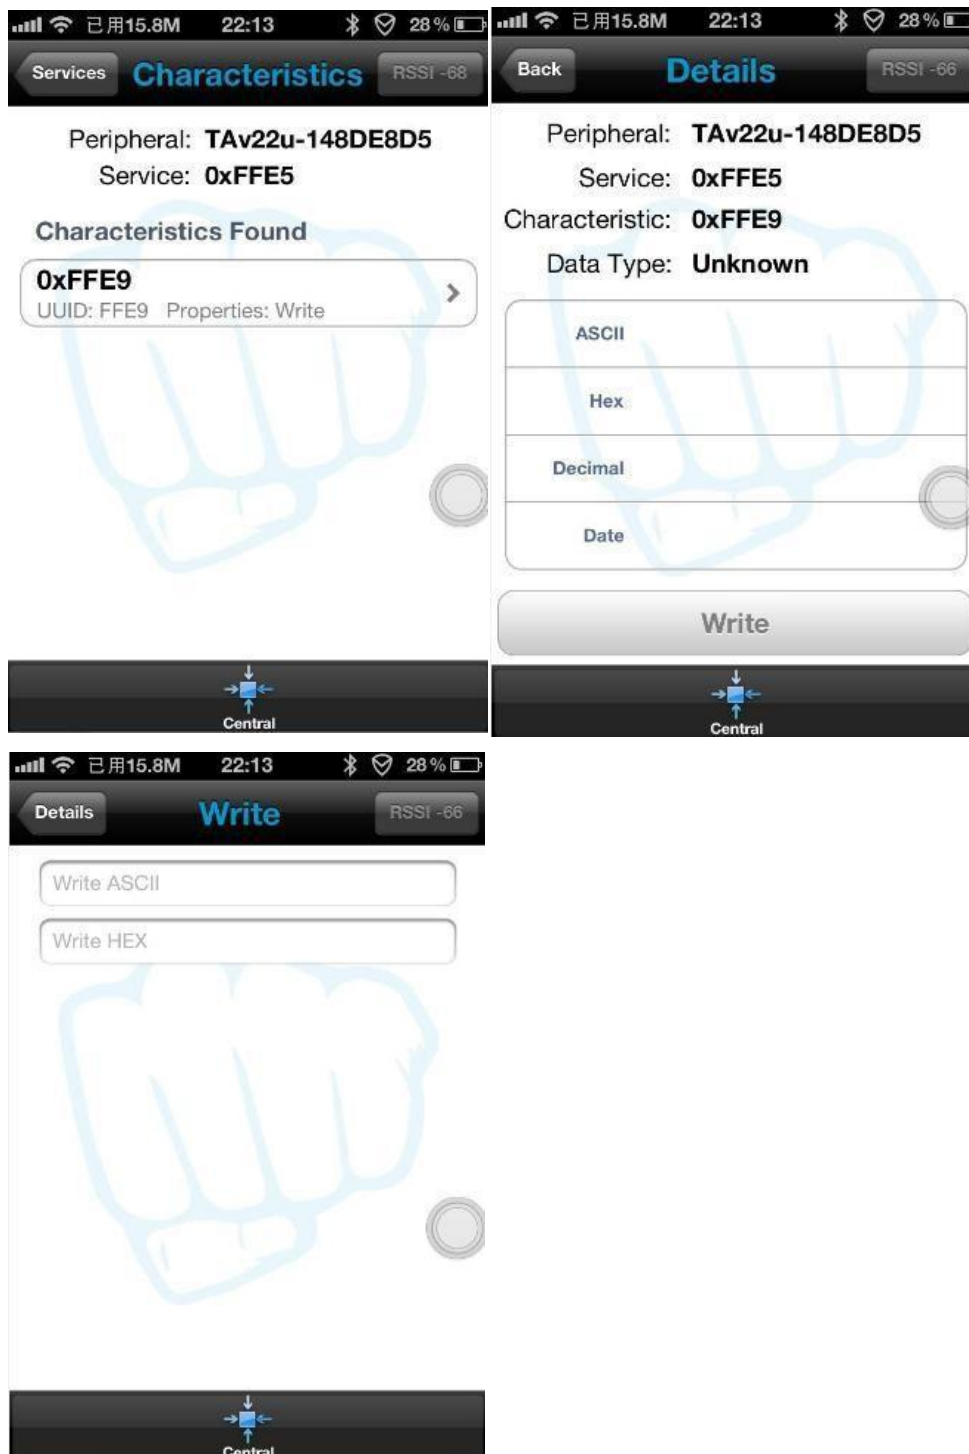 已用15.8M 22:13 28%
Services Characteristics RSSI -68
Peripheral: TAv22u-148DE8D5
Service: 0xFFE5
Characteristics Found
0xFFE9
UUID: FFE9 Properties: Write
Central
已用15.8M 22:13 28%
Back Details RSSI -66
Peripheral: TAv22u-148DE8D5
Service: 0xFFE5
Characteristic: 0xFFE9
Data Type: Unknown
ASCII
Hex
Decimal
Date
Write
Central
已用15.8M 22:13 28%
Details Write RSSI -66
Write ASCII
Write HEX
Central